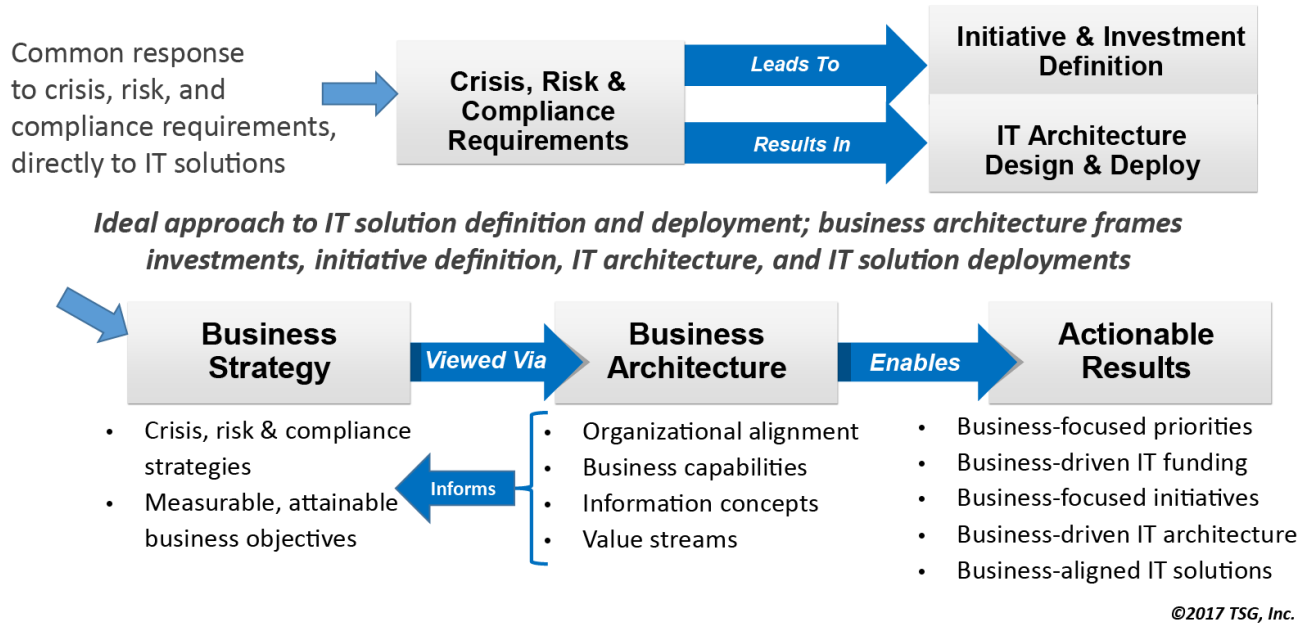 Common response
to crisis, risk, and
compliance requirements,
directly to IT solutions
Crisis, Risk &
Compliance
Requirements
Leads To
Results In
Initiative & Investment
Definition
IT Architecture
Design & Deploy
Ideal approach to IT solution definition and deployment; business architecture frames
investments, initiative definition, IT architecture, and IT solution deployments
Business
Strategy
Viewed Via
Business
Architecture
Enables
Actionable
Results
• Crisis, risk & compliance
strategies
• Measurable, attainable
business objectives
Informs
• Organizational alignment
• Business capabilities
• Information concepts
• Value streams
• Business-focused priorities
• Business-driven IT funding
• Business-focused initiatives
• Business-driven IT architecture
• Business-aligned IT solutions
©2017 TSG, Inc.